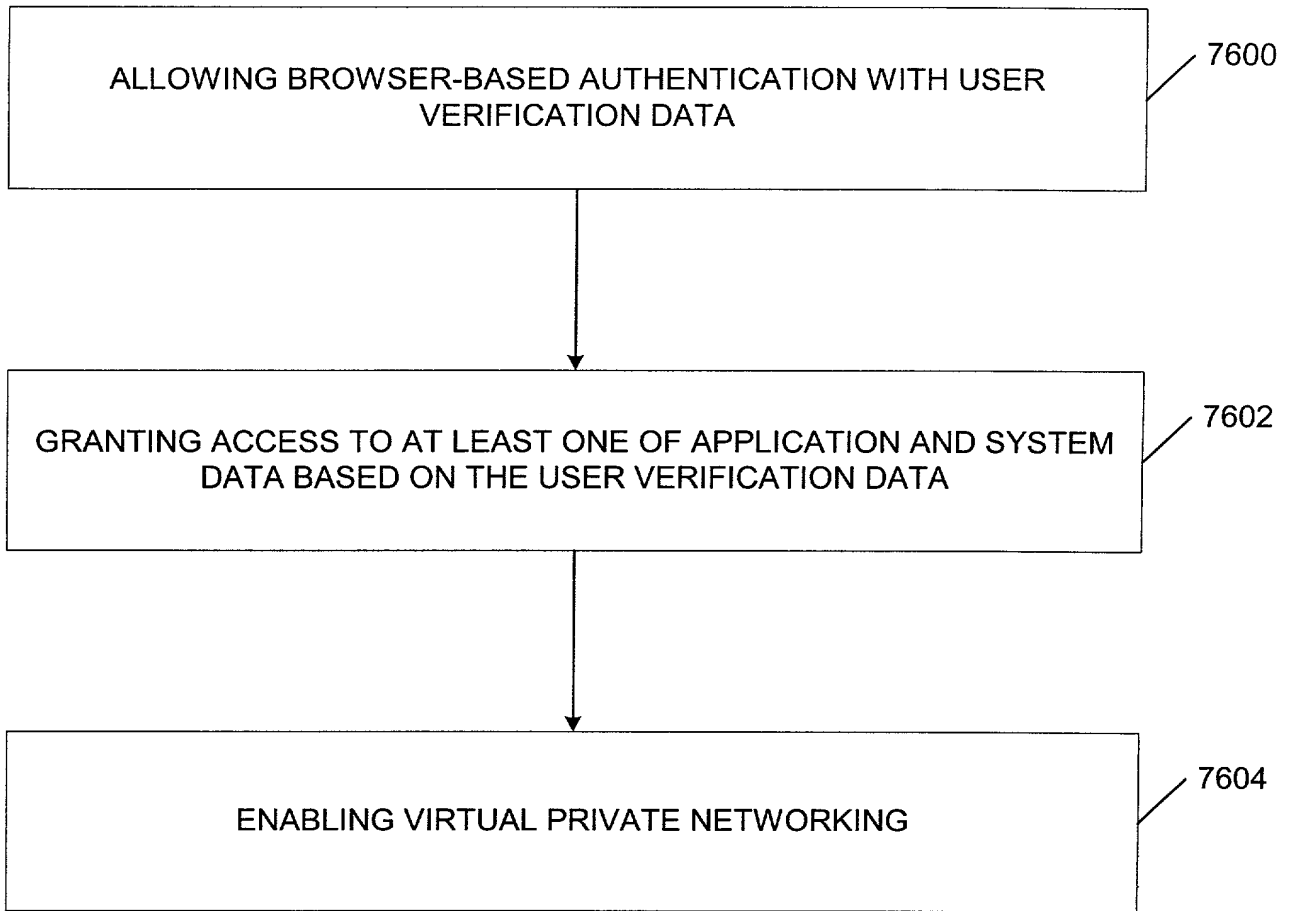 ALLOWING BROWSER-BASED AUTHENTICATION WITH USER
VERIFICATION DATA
7600
GRANTING ACCESS TO AT LEAST ONE OF APPLICATION AND SYSTEM
DATA BASED ON THE USER VERIFICATION DATA
7602
ENABLING VIRTUAL PRIVATE NETWORKING
7604